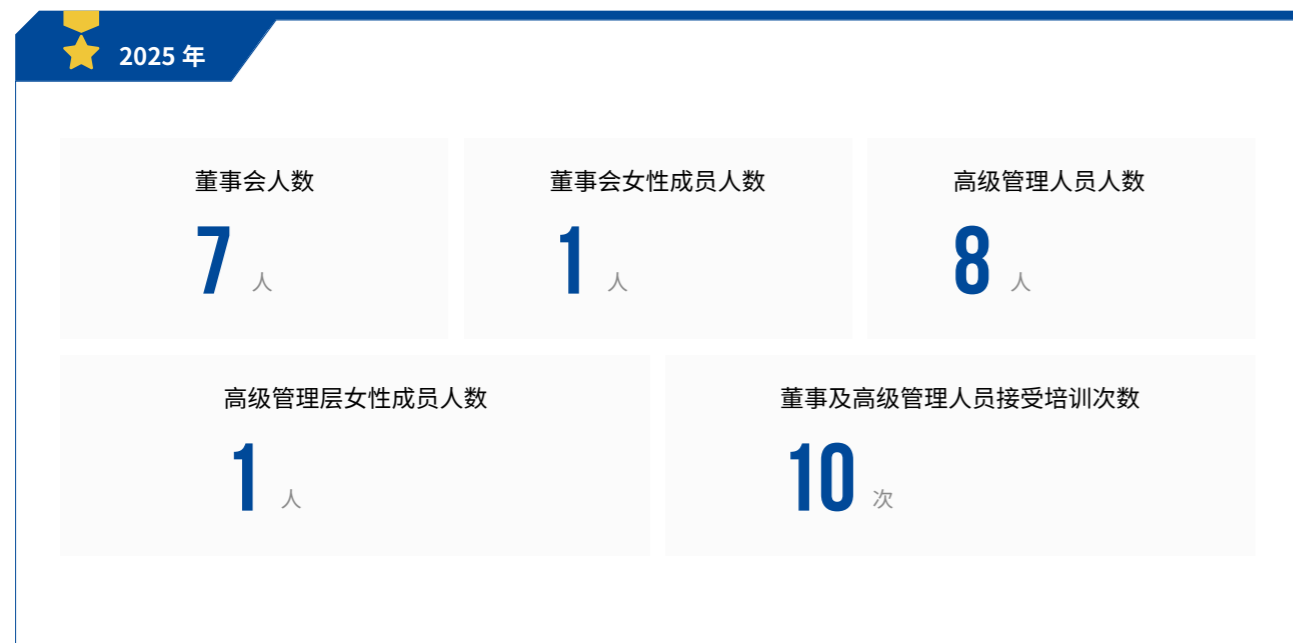 2025 年
董事会人数
7 人
董事会女性成员人数
1 人
高级管理人员人数
8 人
高级管理层女性成员人数
1 人
董事及高级管理人员接受培训次数
10 次